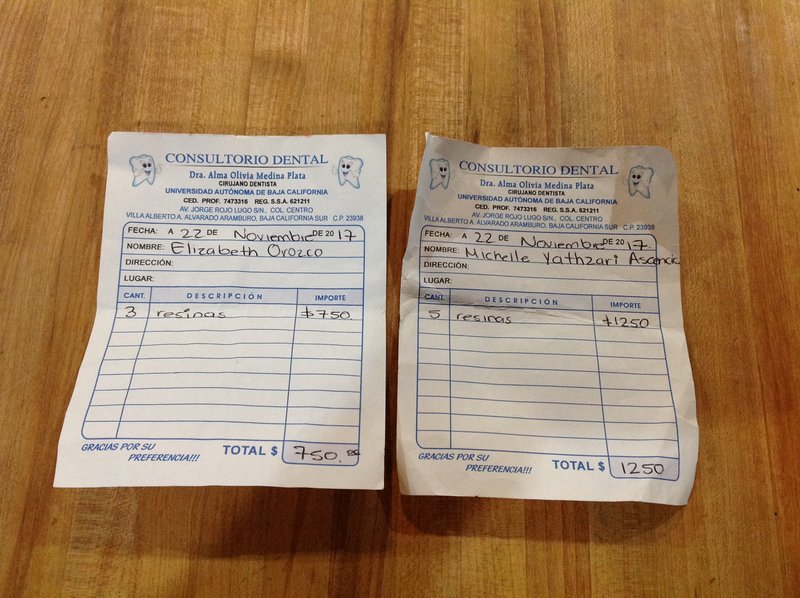 CONSULTORIO DENTAL
Dra. Alma Olivia Medina Plata
CIRUJANO DENTISTA
UNIVERSIDAD AUTÓNOMA DE BAJA CALIFORNIA
CED. PROF. 7473316 REG. S.S.A. 621211
AV. JORGE ROJO LUGO S/N., COL. CENTRO
VILLA ALBERTO A. ALVARADO ARAMBURO, BAJA CALIFORNIA SUR C.P. 23938
FECHA: A 22 DE Noviembre DE 2017
NOMBRE: Elizabeth Orozco
DIRECCIÓN:
LUGAR:
CANT. DESCRIPCIÓN IMPORTE
3 resinas $750
GRACIAS POR SU PREFERENCIA!!! TOTAL $ 750.00
CONSULTORIO DENTAL
Dra. Alma Olivia Medina Plata
CIRUJANO DENTISTA
UNIVERSIDAD AUTÓNOMA DE BAJA CALIFORNIA
CED. PROF. 7473316 REG. S.S.A. 621211
AV. JORGE ROJO LUGO S/N., COL. CENTRO
VILLA ALBERTO A. ALVARADO ARAMBURO, BAJA CALIFORNIA SUR C.P. 23938
FECHA: A 22 DE Noviembre DE 2017.
NOMBRE: Michelle Yathzari Asencio
DIRECCIÓN:
LUGAR:
CANT. DESCRIPCIÓN IMPORTE
5 resinas $1250
GRACIAS POR SU PREFERENCIA!!! TOTAL $ 1250